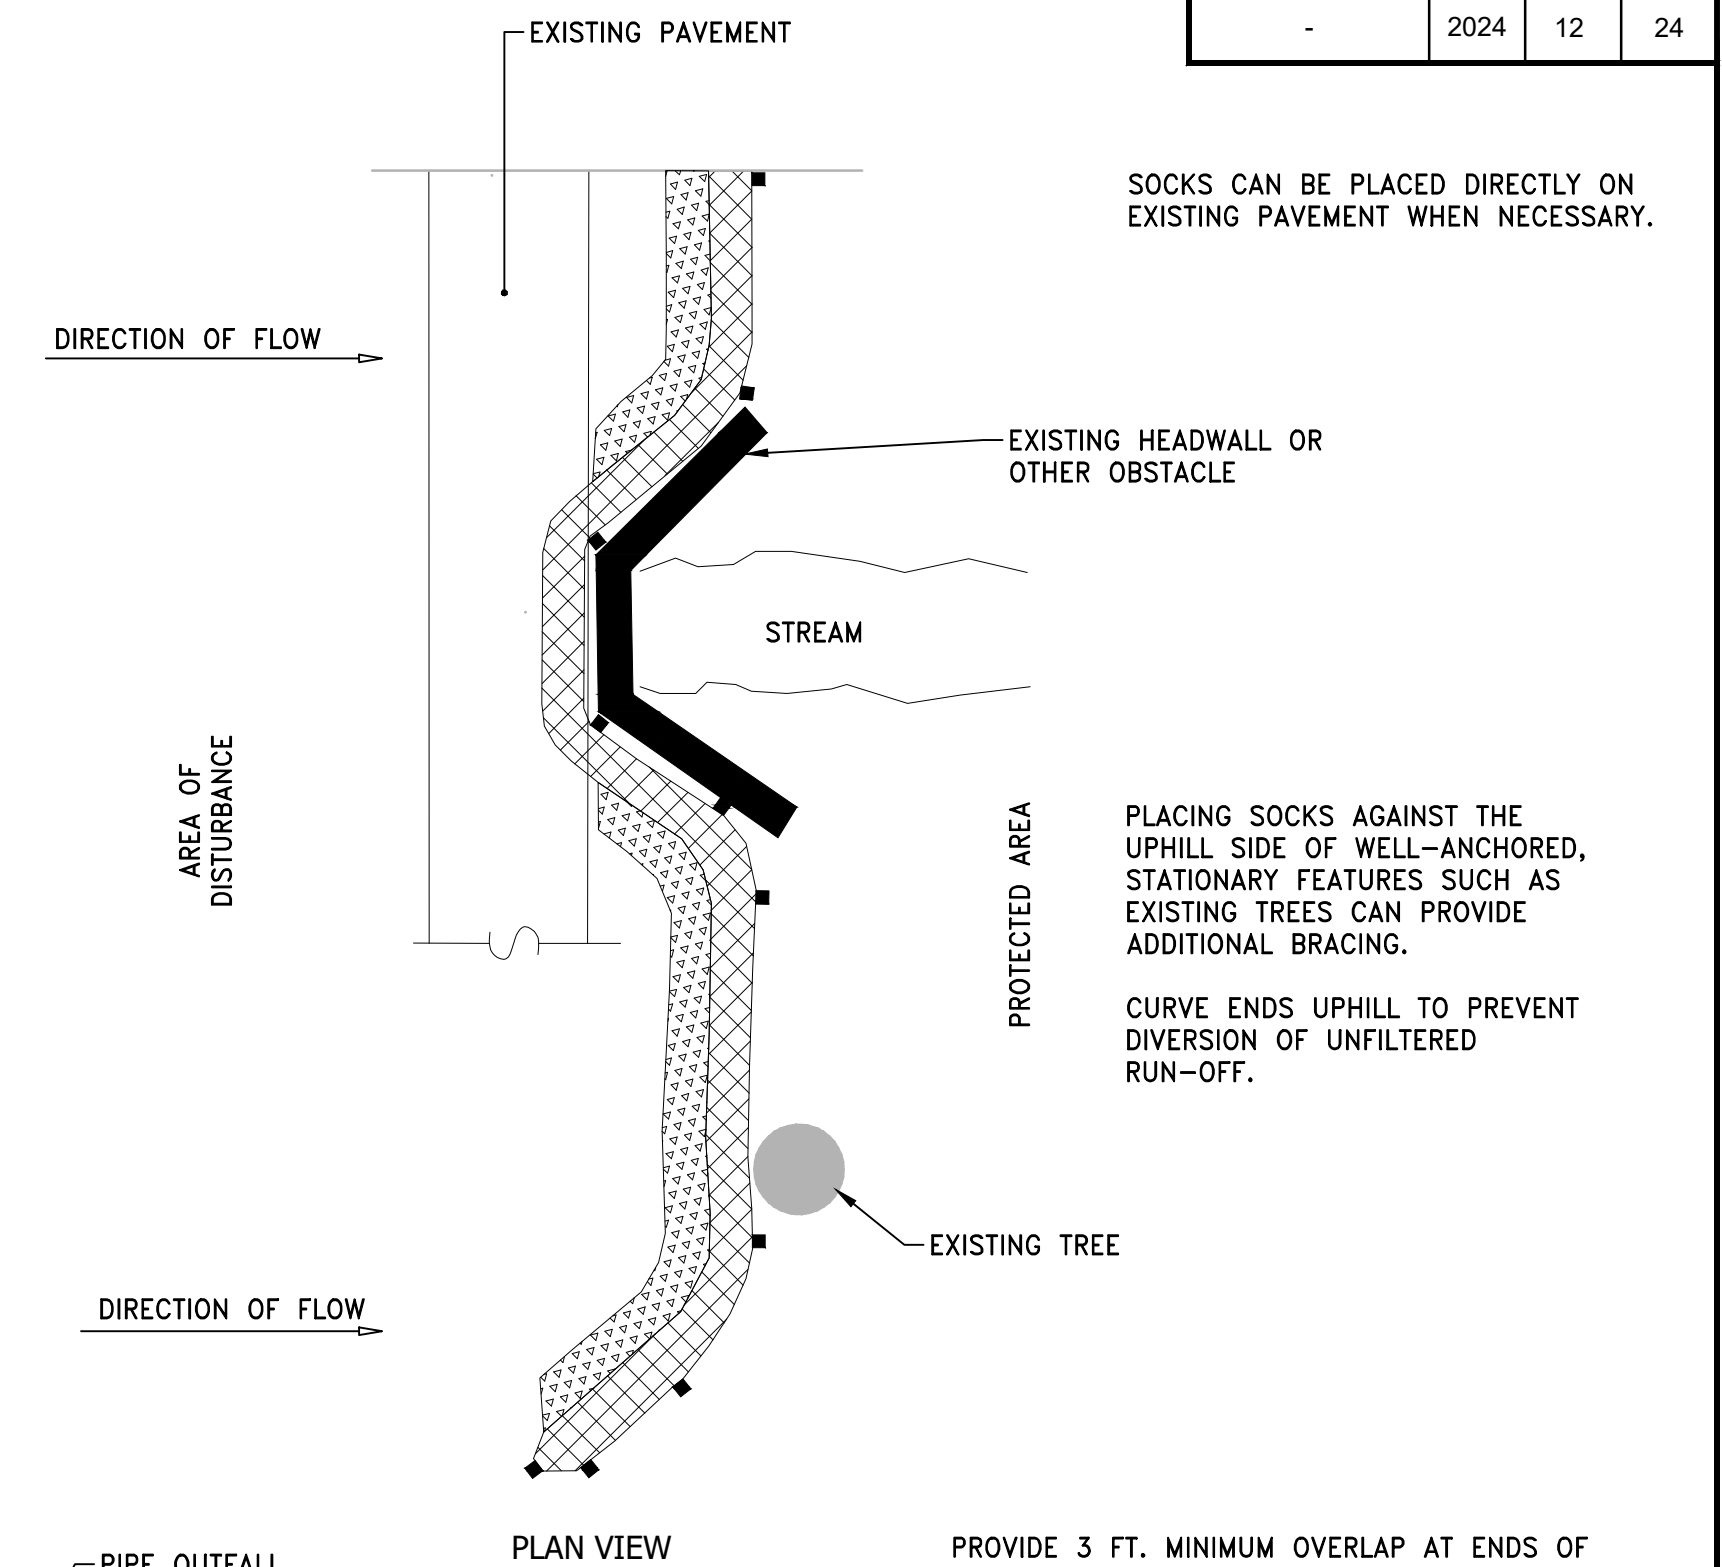 EXISTING PAVEMENT
- 2024 12 24
SOCKS CAN BE PLACED DIRECTLY ON
EXISTING PAVEMENT WHEN NECESSARY.
DIRECTION OF FLOW
EXISTING HEADWALL OR
OTHER OBSTACLE
STREAM
AREA OF
DISTURBANCE
PROTECTED AREA
PLACING SOCKS AGAINST THE
UPHILL SIDE OF WELL-ANCHORED,
STATIONARY FEATURES SUCH AS
EXISTING TREES CAN PROVIDE
ADDITIONAL BRACING.
CURVE ENDS UPHILL TO PREVENT
DIVERSION OF UNFILTERED
RUN-OFF.
EXISTING TREE
DIRECTION OF FLOW
PLAN VIEW
PROVIDE 3 FT. MINIMUM OVERLAP AT ENDS OF
PIPE OUTFALL